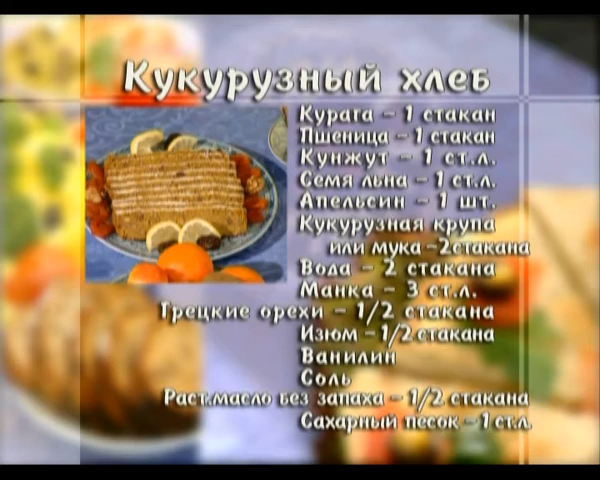 Кукурузный хлеб
Курага – 1 стакан
Пшеница – 1 стакан
Кунжут – 1 ст.л.
Семя льна – 1 ст.л.
Апельсин – 1 шт.
Кукурузная крупа
или мука – 2 стакана
Вода – 2 стакана
Манка – 3 ст.л.
Грецкие орехи – 1/2 стакана
Изюм – 1/2 стакана
Ванилин
Соль
Раст.масло без запаха – 1/2 стакана
Сахарный песок – 1 ст.л.